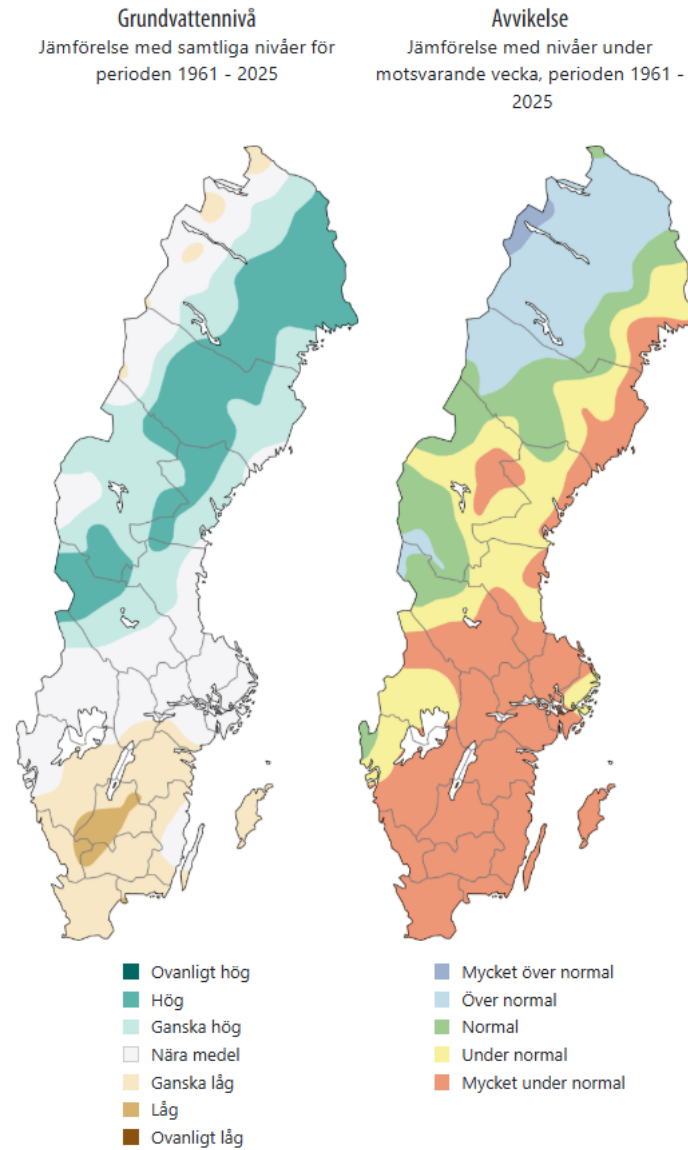 Grundvattennivå
Jämförelse med samtliga nivåer för
perioden 1961 - 2025
Avvikelse
Jämförelse med nivåer under
motsvarande vecka, perioden 1961 -
2025
Ovanligt hög
Hög
Ganska hög
Nära medel
Ganska låg
Låg
Ovanligt låg
Mycket över normal
Över normal
Normal
Under normal
Mycket under normal